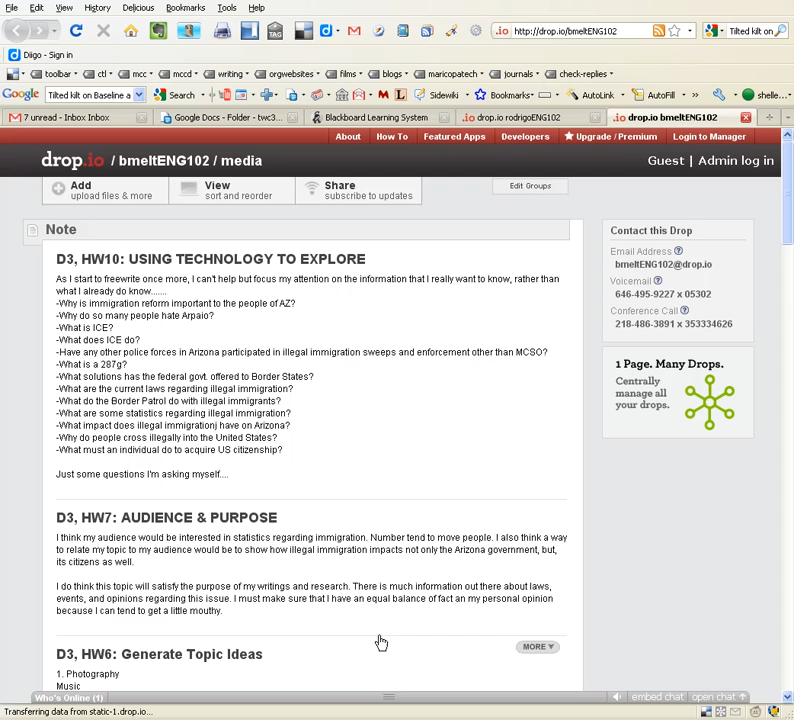 File Edit View History Delicious Bookmarks Tools Help
http://drop.io/bmeltENG102
Tilted kilt on
Diigo - Sign in
toolbar ctl mcc mccd writing orgwebsites films blogs maricopatech journals check-replies
Google Tilted kilt on Baseline a Search Sidewiki Bookmarks AutoLink AutoFill shelle...
7 unread - Inbox Inbox
Google Docs - Folder - twc3...
Blackboard Learning System
drop.io rodrigoENG102
drop.io bmeltENG102
About How To Featured Apps Developers Upgrade / Premium Login to Manager
drop.io / bmeltENG102 / media
Guest | Admin log in
Add
upload files & more
View
sort and reorder
Share
subscribe to updates
Edit Groups
Note
D3, HW10: USING TECHNOLOGY TO EXPLORE
As I start to freewrite once more, I can't help but focus my attention on the information that I really want to know, rather than
what I already do know.......
-Why is immigration reform important to the people of AZ?
-Why do so many people hate Arpaio?
-What is ICE?
-What does ICE do?
-Have any other police forces in Arizona participated in illegal immigration sweeps and enforcement other than MCSO?
-What is a 287g?
-What solutions has the federal govt. offered to Border States?
-What are the current laws regarding illegal immigration?
-What do the Border Patrol do with illegal immigrants?
-What are some statistics regarding illegal immigration?
-What impact does illegal immigrationj have on Arizona?
-Why do people cross illegally into the United States?
-What must an individual do to acquire US citizenship?
Just some questions I'm asking myself....
D3, HW7: AUDIENCE & PURPOSE
I think my audience would be interested in statistics regarding immigration. Number tend to move people. I also think a way
to relate my topic to my audience would be to show how illegal immigration impacts not only the Arizona government, but,
its citizens as well.
I do think this topic will satisfy the purpose of my writings and research. There is much information out there about laws,
events, and opinions regarding this issue. I must make sure that I have an equal balance of fact an my personal opinion
because I can tend to get a little mouthy.
D3, HW6: Generate Topic Ideas
MORE
1. Photography
Music
Contact this Drop
Email Address
bmeltENG102@drop.io
Voicemail
646-495-9227 x 05302
Conference Call
218-486-3891 x 353334626
1 Page. Many Drops.
Centrally
manage all
your drops.
Who's Online (1)
embed chat open chat
Transferring data from static-1.drop.io...